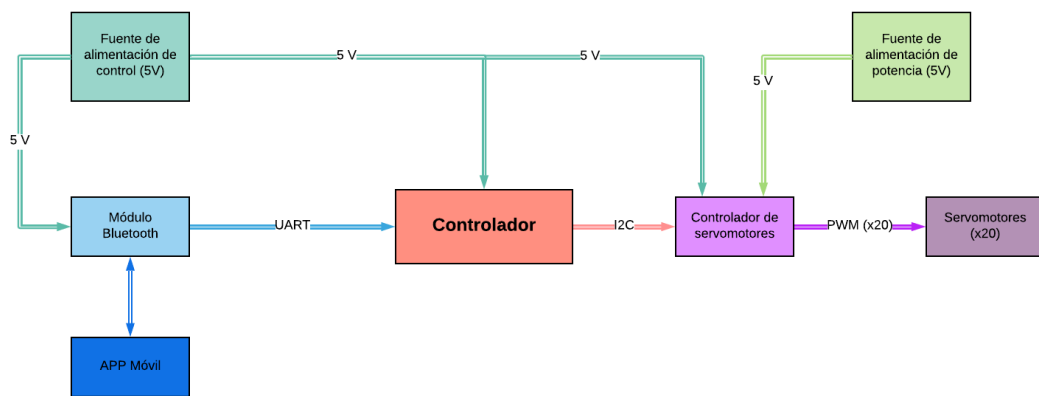 Fuente de
alimentación de
control (5V)
5 V
5 V
Fuente de
alimentación de
potencia (5V)
5 V
5 V
Módulo
Bluetooth
UART
Controlador
I2C
Controlador de
servomotores
PWM (x20)
Servomotores
(x20)
APP Móvil